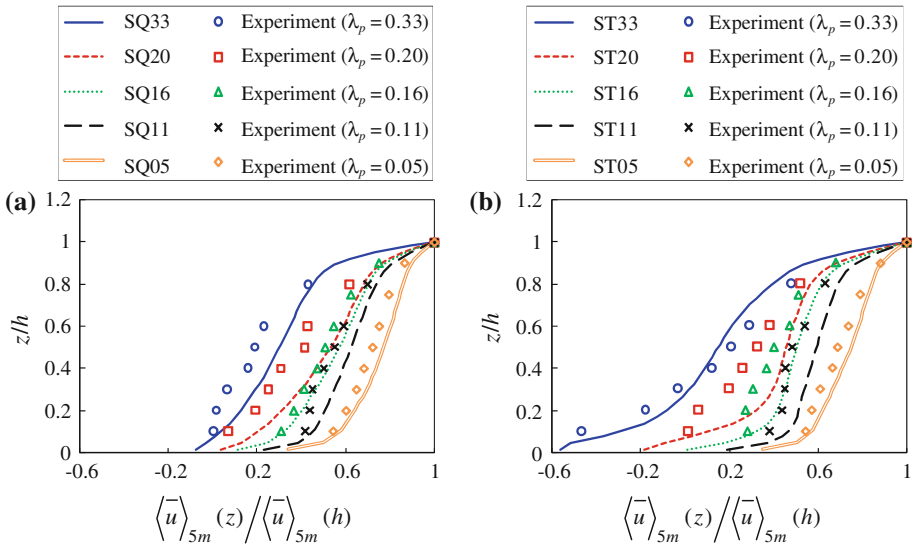 SQ33 Experiment (λp = 0.33)
SQ20 Experiment (λp = 0.20)
SQ16 Experiment (λp = 0.16)
SQ11 Experiment (λp = 0.11)
SQ05 Experiment (λp = 0.05)
(a)
1.2
1
0.8
0.6
0.4
0.2
0
z/h
-0.6 -0.2 0.2 0.6 1
⟨u̅⟩5m (z) / ⟨u̅⟩5m (h)
ST33 Experiment (λp = 0.33)
ST20 Experiment (λp = 0.20)
ST16 Experiment (λp = 0.16)
ST11 Experiment (λp = 0.11)
ST05 Experiment (λp = 0.05)
(b)
1.2
1
0.8
0.6
0.4
0.2
0
z/h
-0.6 -0.2 0.2 0.6 1
⟨u̅⟩5m (z) / ⟨u̅⟩5m (h)